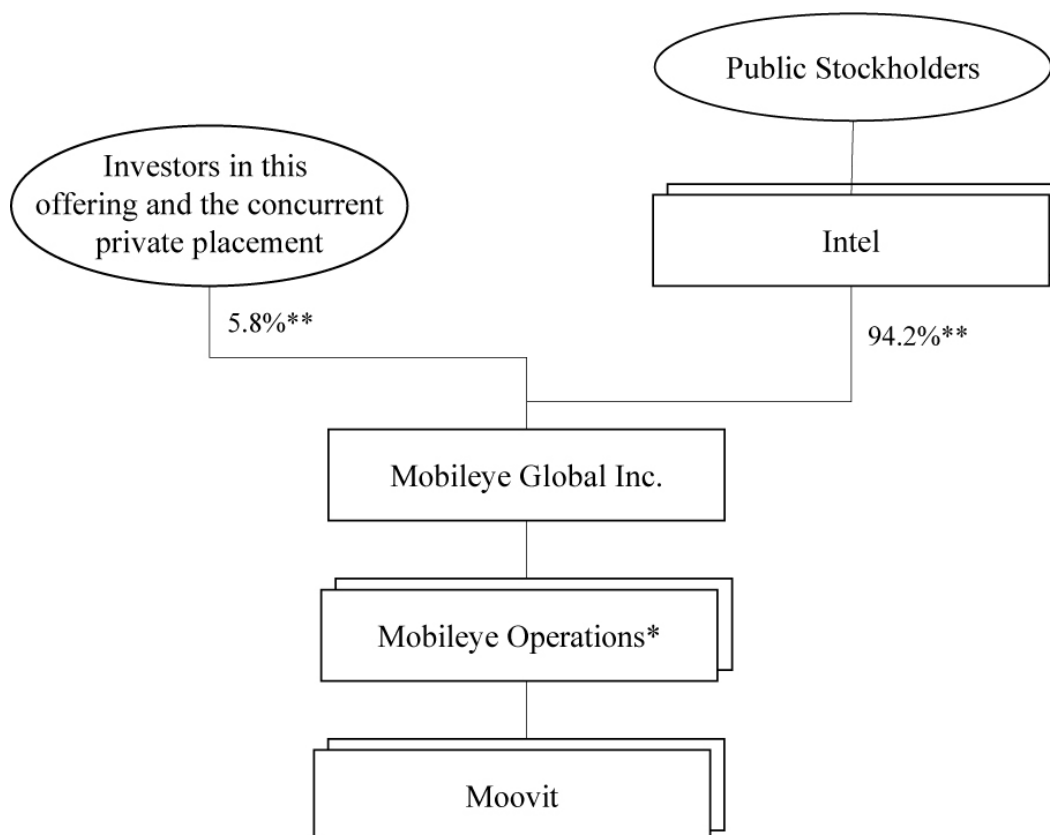 Public Stockholders
Investors in this
offering and the concurrent
private placement
Intel
5.8%**
94.2%**
Mobileye Global Inc.
Mobileye Operations*
Moovit